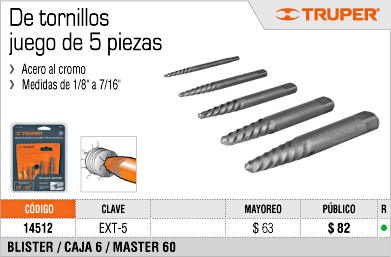 De tornillos
juego de 5 piezas
TRUPER®
› Acero al cromo
› Medidas de 1/8" a 7/16"
TRUPER
CÓDIGO CLAVE MAYOREO PÚBLICO R
14512 EXT-5 $ 63 $ 82
BLISTER / CAJA 6 / MASTER 60